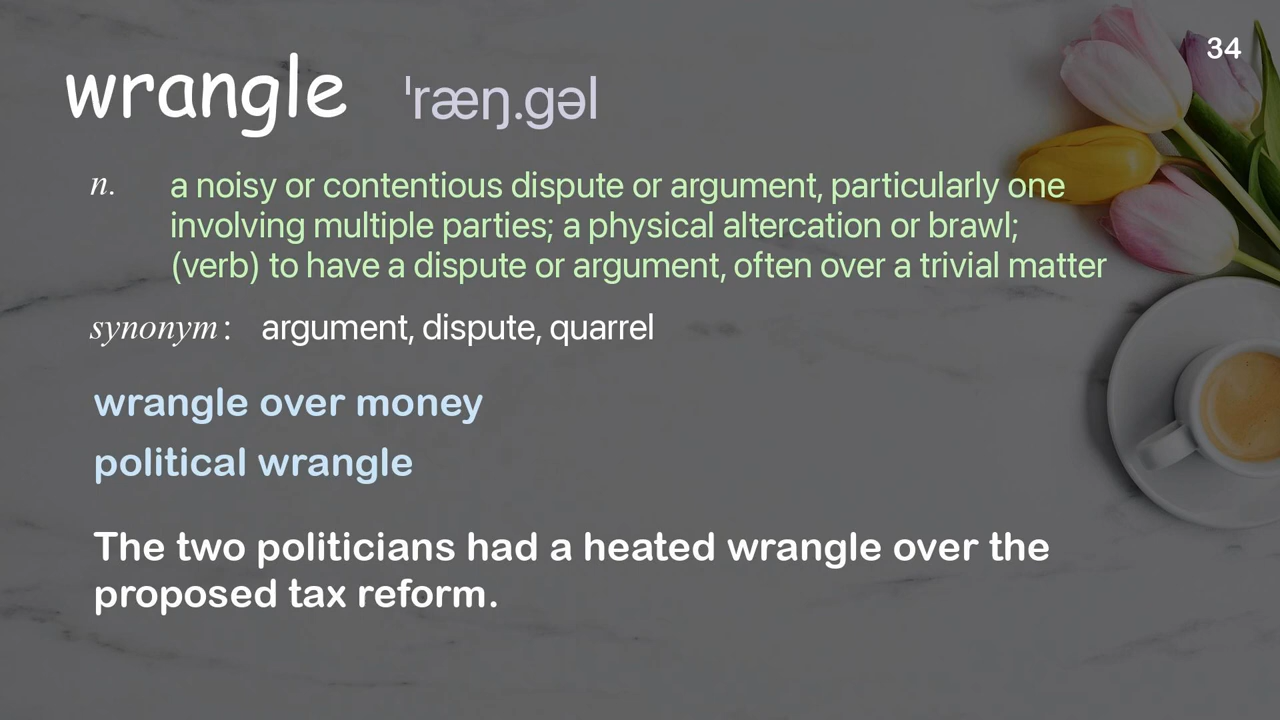 34
wrangle ˈræŋ.gəl
n. a noisy or contentious dispute or argument, particularly one
involving multiple parties; a physical altercation or brawl;
(verb) to have a dispute or argument, often over a trivial matter
synonym: argument, dispute, quarrel
wrangle over money
political wrangle
The two politicians had a heated wrangle over the
proposed tax reform.